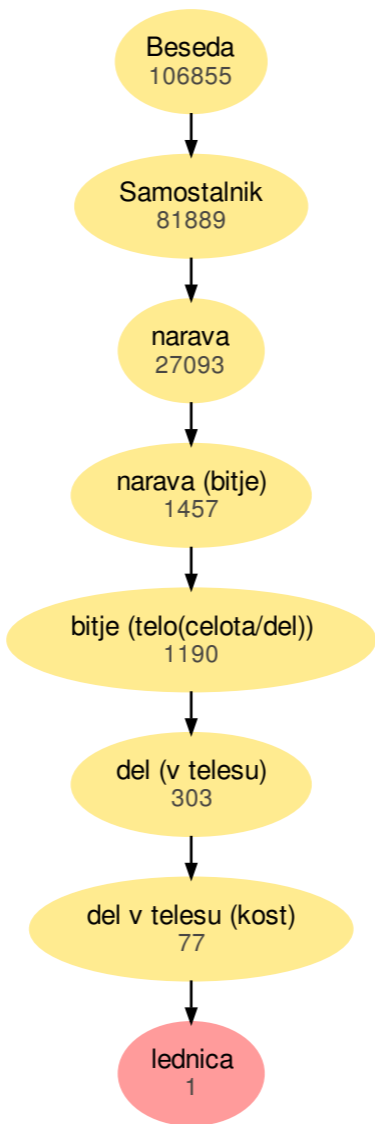 Beseda
106855
Samostalnik
81889
narava
27093
narava (bitje)
1457
bitje (telo(celota/del))
1190
del (v telesu)
303
del v telesu (kost)
77
lednica
1